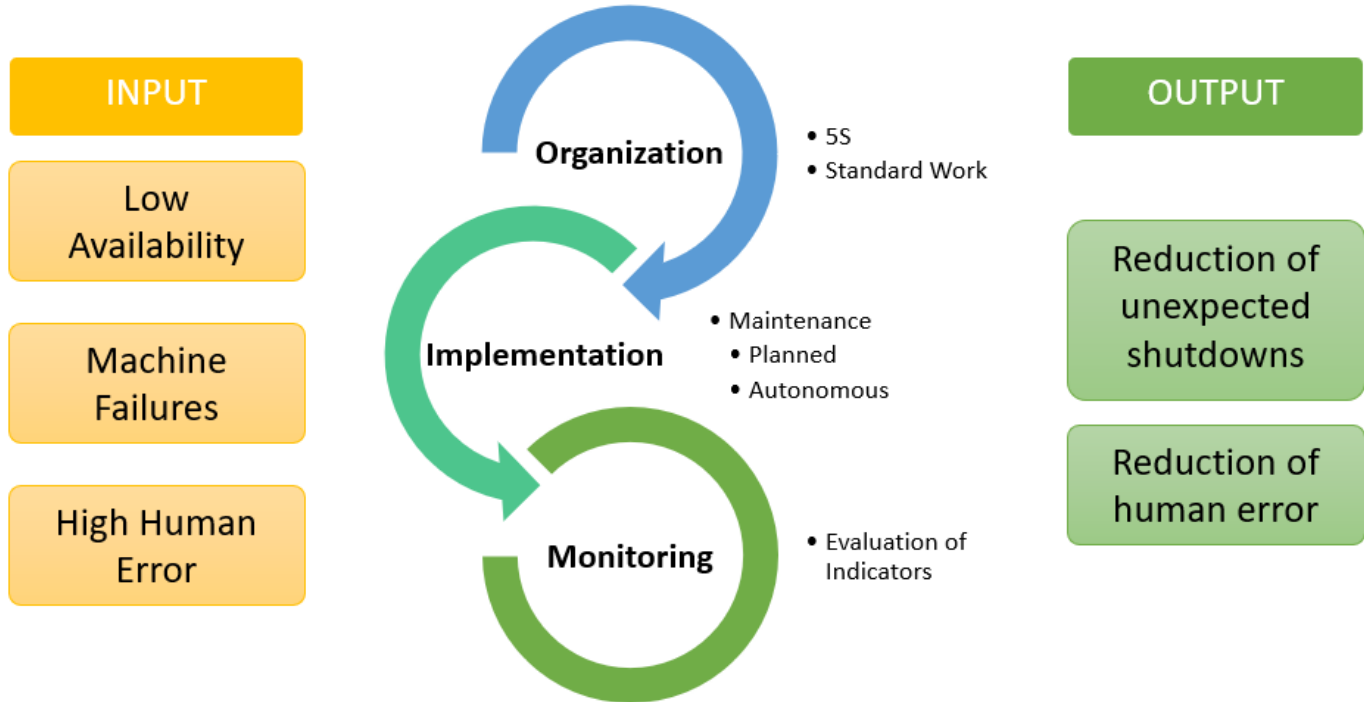 INPUT
Low
Availability
Machine
Failures
High Human
Error
Organization
• 5S
• Standard Work
Implementation
• Maintenance
• Planned
• Autonomous
Monitoring
• Evaluation of
Indicators
OUTPUT
Reduction of
unexpected
shutdowns
Reduction of
human error